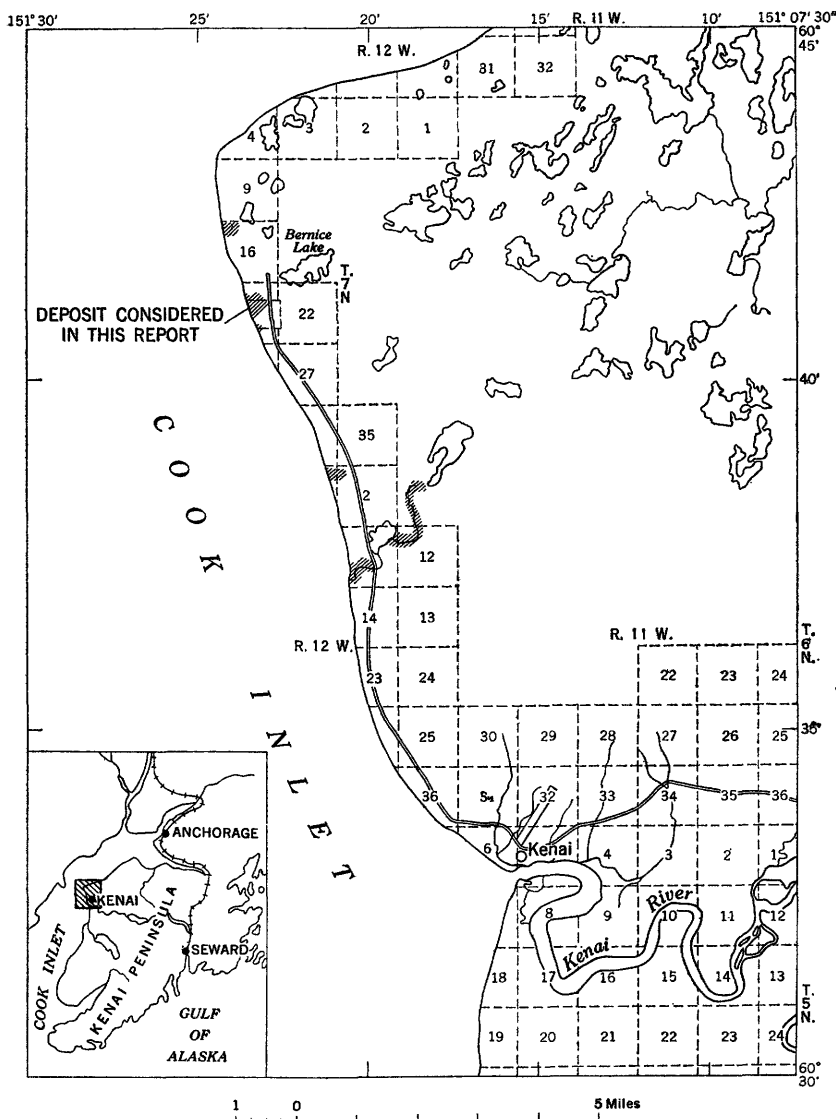 151° 30'
25'
20'
15'
R. 11 W.
10'
151° 07' 30"
60°
45'
R. 12 W.
31
32
4
3
2
1
9
Bernice
Lake
16
T.
7
N
DEPOSIT CONSIDERED
IN THIS REPORT
22
27
40'
35
2
12
14
13
R. 12 W.
R. 11 W.
T.
6
N.
23
24
22
23
24
25
30
29
28
27
26
25
35'
36
32
33
34
35
36
6
Kenai
4
3
2
1
8
9
River
10
11
12
Kenai
18
17
16
15
14
13
T.
5
N.
19
20
21
22
23
24
60°
30'
COOK INLET
ANCHORAGE
KENAI
KENAI PENINSULA
SEWARD
COOK INLET
GULF
OF
ALASKA
1 0 5 Miles